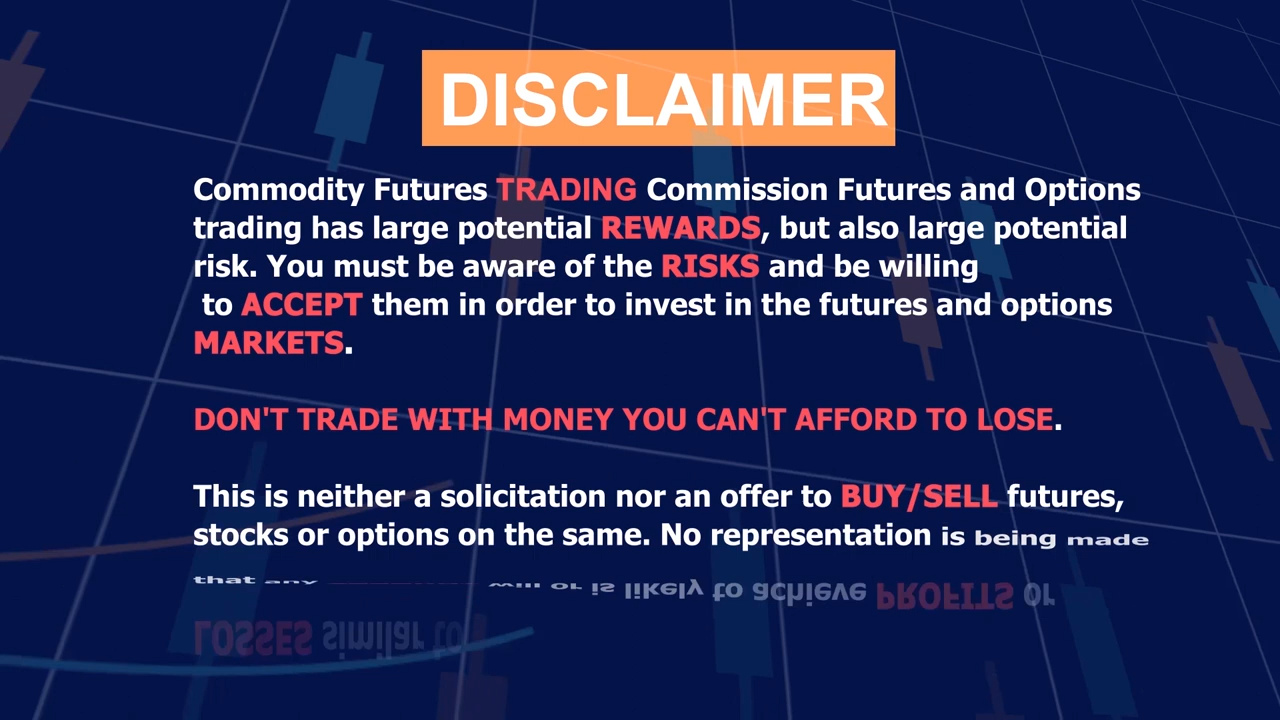 DISCLAIMER
Commodity Futures TRADING Commission Futures and Options
trading has large potential REWARDS, but also large potential
risk. You must be aware of the RISKS and be willing
to ACCEPT them in order to invest in the futures and options
MARKETS.
DON'T TRADE WITH MONEY YOU CAN'T AFFORD TO LOSE.
This is neither a solicitation nor an offer to BUY/SELL futures,
stocks or options on the same. No representation is being made
that any will or is likely to achieve PROFITS or
LOSSES similar to